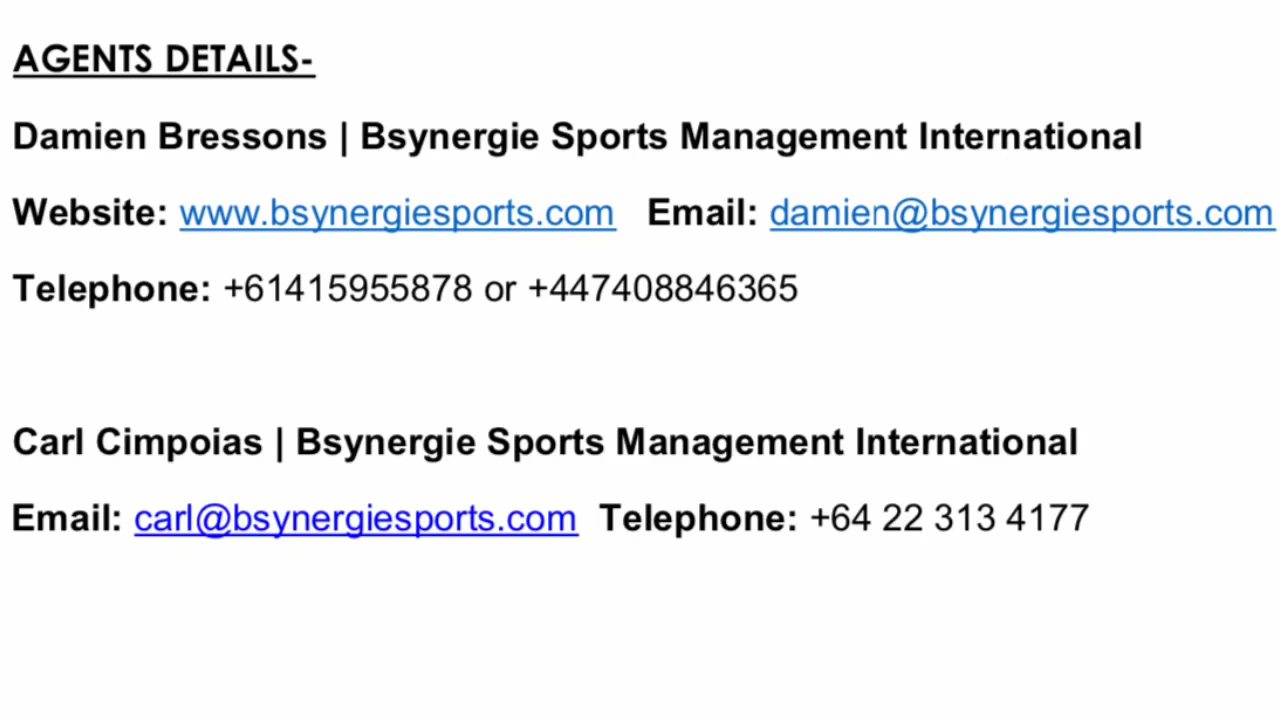 AGENTS DETAILS-
Damien Bressons | Bsynergie Sports Management International
Website: www.bsynergiesports.com Email: damien@bsynergiesports.com
Telephone: +61415955878 or +447408846365
Carl Cimpoias | Bsynergie Sports Management International
Email: carl@bsynergiesports.com Telephone: +64 22 313 4177